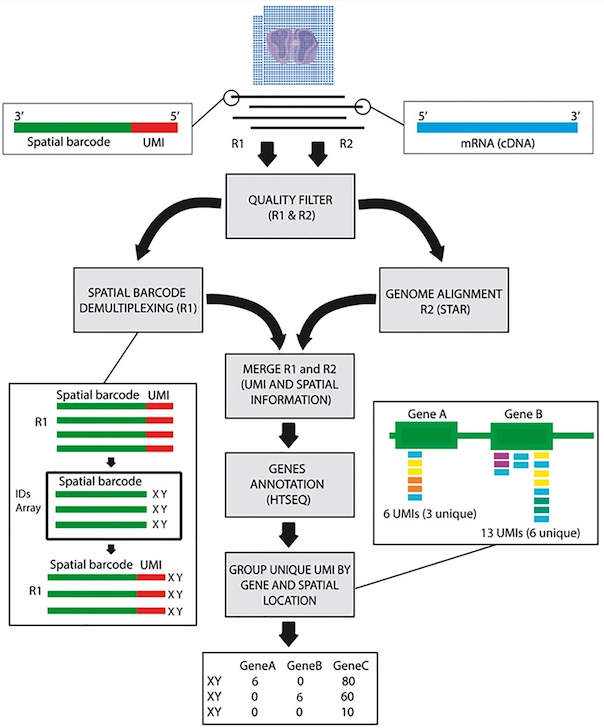 3’ 5’
Spatial barcode UMI
5’ 3’
mRNA (cDNA)
R1 R2
QUALITY FILTER
(R1 & R2)
SPATIAL BARCODE
DEMULTIPLEXING (R1)
GENOME ALIGNMENT
R2 (STAR)
MERGE R1 and R2
(UMI AND SPATIAL
INFORMATION)
Spatial barcode UMI
R1
Spatial barcode
IDs
Array
X Y
X Y
X Y
Spatial barcode UMI
R1
X Y
X Y
X Y
GENES
ANNOTATION
(HTSEQ)
Gene A Gene B
6 UMIs (3 unique)
13 UMIs (6 unique)
GROUP UNIQUE UMI BY
GENE AND SPATIAL
LOCATION
GeneA GeneB GeneC
XY 6 0 80
XY 0 6 60
XY 0 0 10